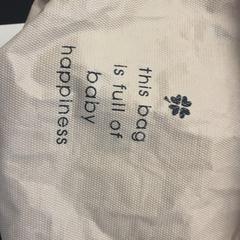 this bag
is full of
baby
happiness